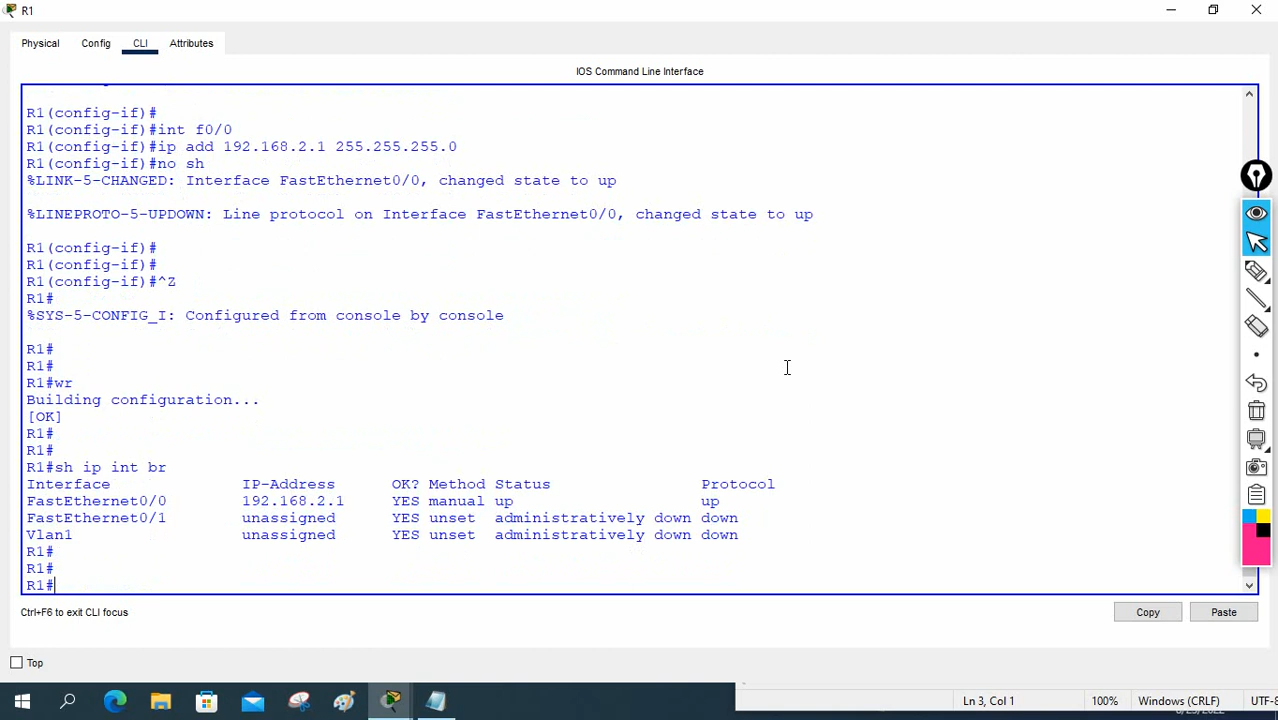 R1
Physical Config CLI Attributes
IOS Command Line Interface
R1(config-if)#
R1(config-if)#int f0/0
R1(config-if)#ip add 192.168.2.1 255.255.255.0
R1(config-if)#no sh
%LINK-5-CHANGED: Interface FastEthernet0/0, changed state to up
%LINEPROTO-5-UPDOWN: Line protocol on Interface FastEthernet0/0, changed state to up
R1(config-if)#
R1(config-if)#
R1(config-if)#^Z
R1#
%SYS-5-CONFIG_I: Configured from console by console
R1#
R1#
R1#wr
Building configuration...
[OK]
R1#
R1#
R1#sh ip int br
Interface IP-Address OK? Method Status Protocol
FastEthernet0/0 192.168.2.1 YES manual up up
FastEthernet0/1 unassigned YES unset administratively down down
Vlan1 unassigned YES unset administratively down down
R1#
R1#
R1#
Ctrl+F6 to exit CLI focus
Copy Paste
Top
Ln 3, Col 1 100% Windows (CRLF) UTF-8